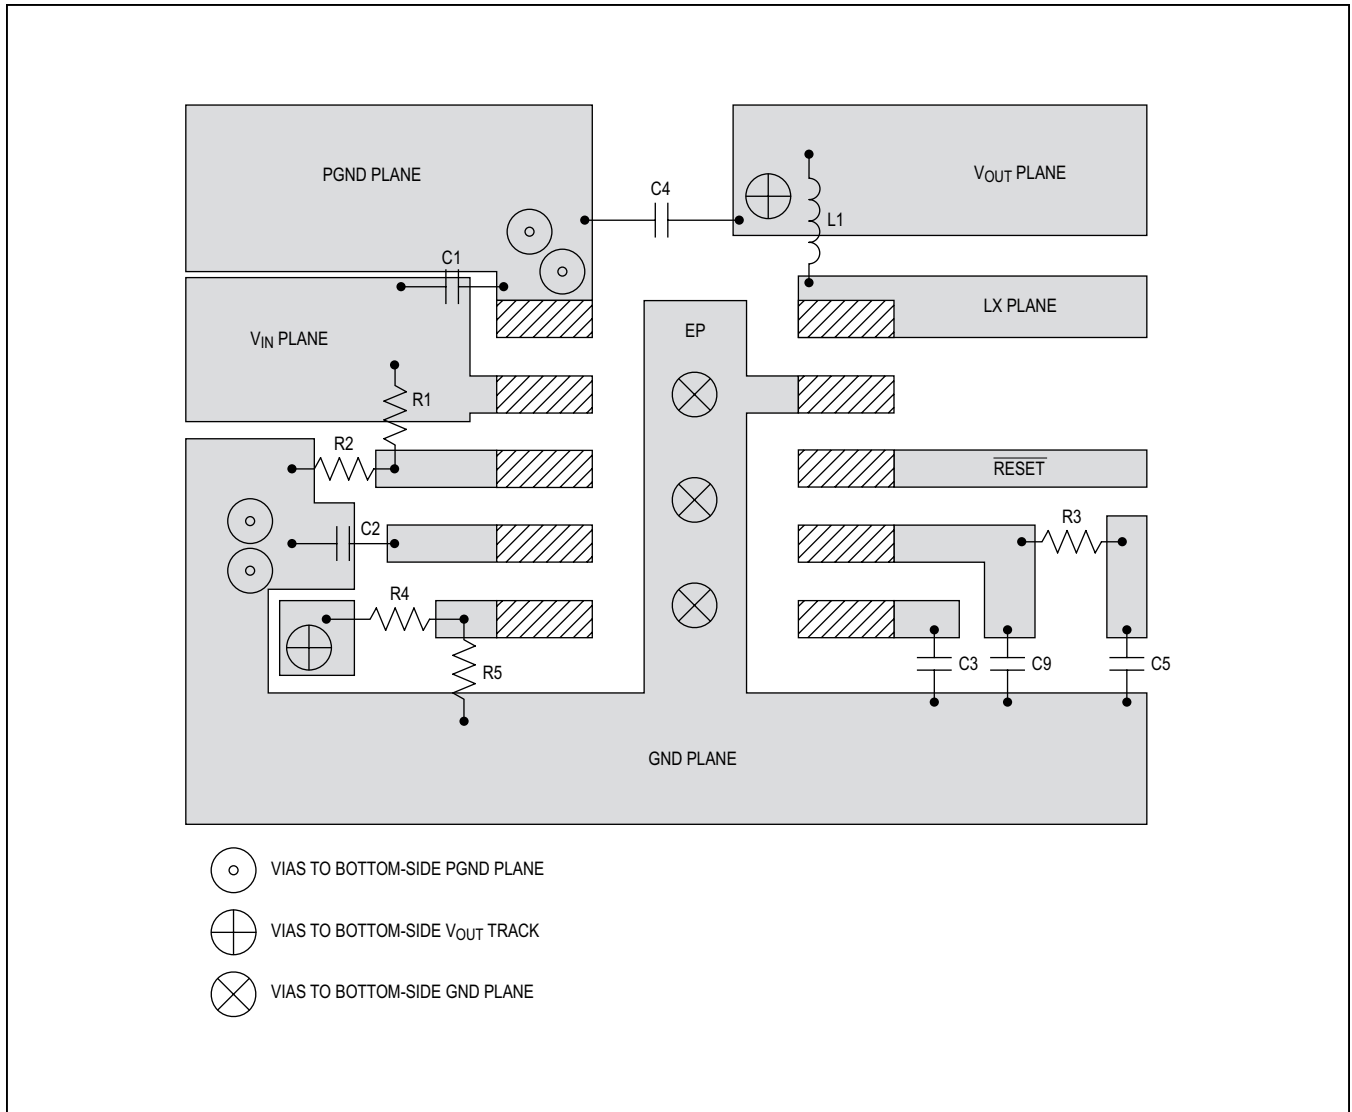 PGND PLANE
VOUT PLANE
C4
L1
C1
LX PLANE
VIN PLANE
EP
R1
R2
RESET
C2
R3
R4
R5
C3
C9
C5
GND PLANE
VIAS TO BOTTOM-SIDE PGND PLANE
VIAS TO BOTTOM-SIDE VOUT TRACK
VIAS TO BOTTOM-SIDE GND PLANE